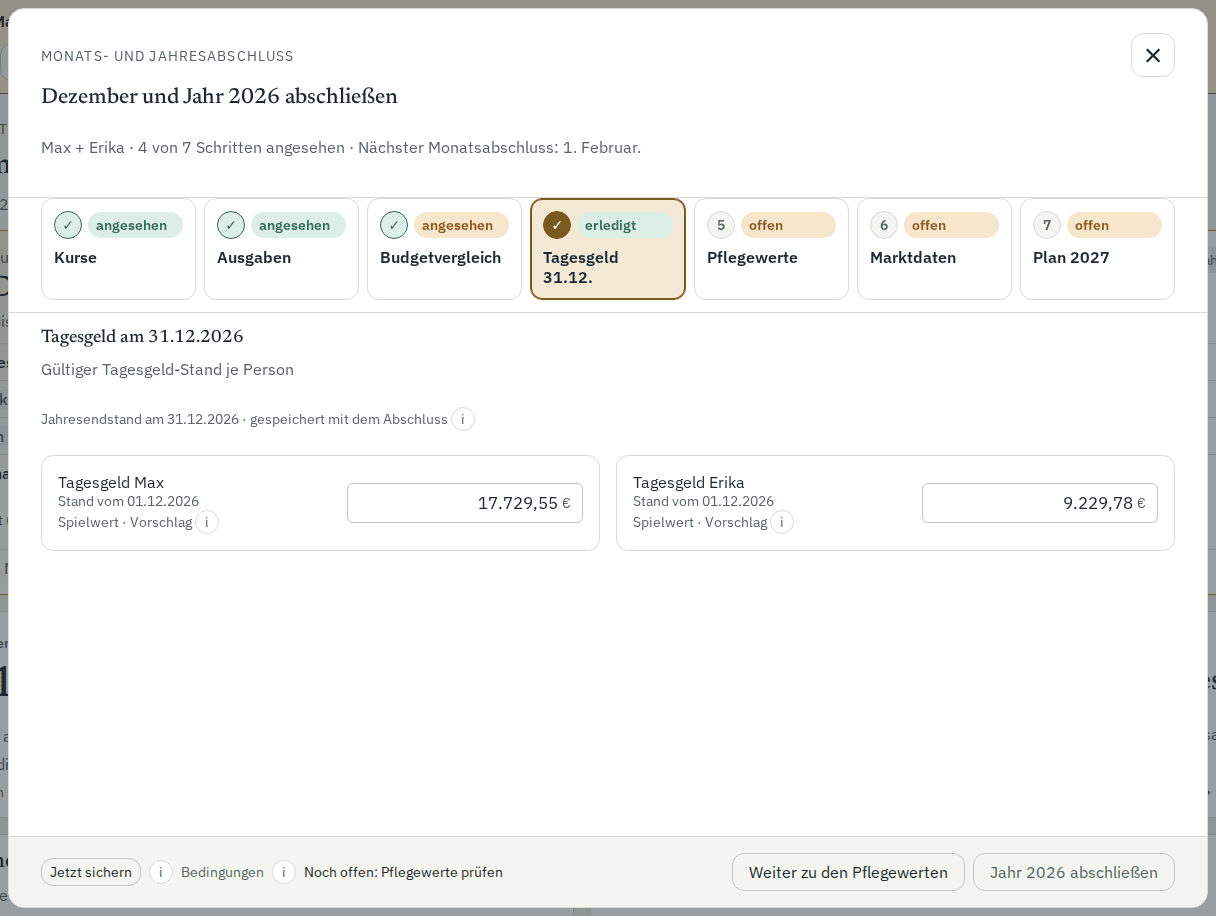 MONATS- UND JAHRESABSCHLUSS
Dezember und Jahr 2026 abschließen
Max + Erika · 4 von 7 Schritten angesehen · Nächster Monatsabschluss: 1. Februar.
✓ angesehen
Kurse
✓ angesehen
Ausgaben
✓ angesehen
Budgetvergleich
✓ erledigt
Tagesgeld
31.12.
5 offen
Pflegewerte
6 offen
Marktdaten
7 offen
Plan 2027
Tagesgeld am 31.12.2026
Gültiger Tagesgeld-Stand je Person
Jahresendstand am 31.12.2026 · gespeichert mit dem Abschluss i
Tagesgeld Max
Stand vom 01.12.2026
Spielwert · Vorschlag i
17.729,55 €
Tagesgeld Erika
Stand vom 01.12.2026
Spielwert · Vorschlag i
9.229,78 €
Jetzt sichern i Bedingungen i Noch offen: Pflegewerte prüfen
Weiter zu den Pflegewerten
Jahr 2026 abschließen